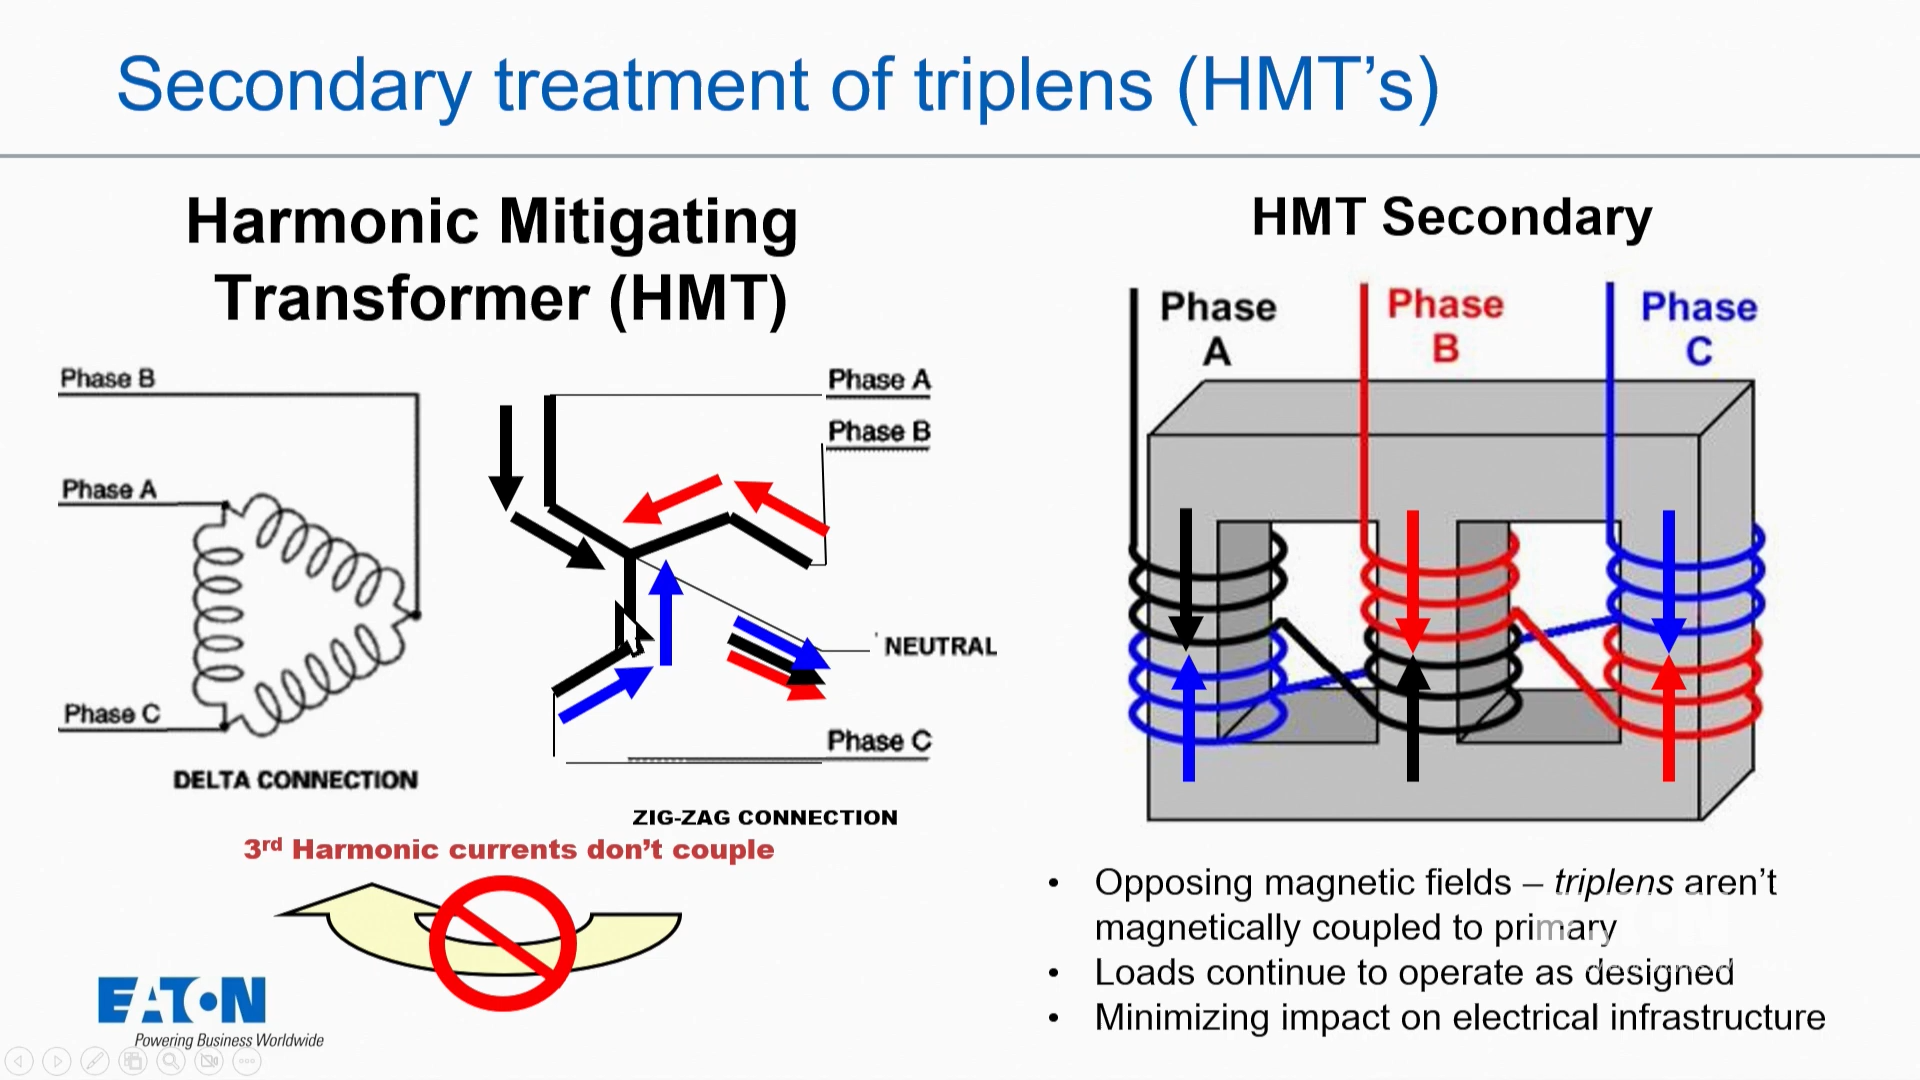 Secondary treatment of triplens (HMT’s)
Harmonic Mitigating
Transformer (HMT)
Phase B
Phase A
Phase C
DELTA CONNECTION
Phase A
Phase B
NEUTRAL
Phase C
ZIG-ZAG CONNECTION
3rd Harmonic currents don’t couple
HMT Secondary
Phase
A
Phase
B
Phase
C
• Opposing magnetic fields – triplens aren’t
magnetically coupled to primary
• Loads continue to operate as designed
• Minimizing impact on electrical infrastructure
EATON
Powering Business Worldwide